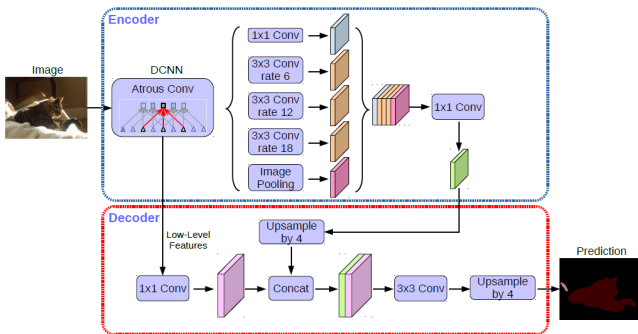 Encoder
Image
DCNN
Atrous Conv
1x1 Conv
3x3 Conv
rate 6
3x3 Conv
rate 12
3x3 Conv
rate 18
Image
Pooling
1x1 Conv
Decoder
Low-Level
Features
Upsample
by 4
1x1 Conv
Concat
3x3 Conv
Upsample
by 4
Prediction